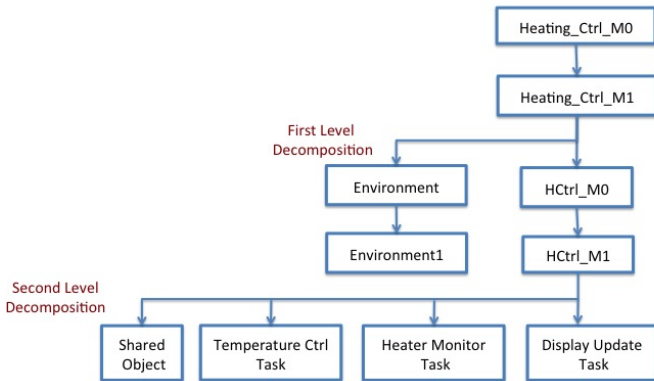 Heating_Ctrl_M0
Heating_Ctrl_M1
First Level
Decomposition
Environment
HCtrl_M0
Environment1
HCtrl_M1
Second Level
Decomposition
Shared
Object
Temperature Ctrl
Task
Heater Monitor
Task
Display Update
Task